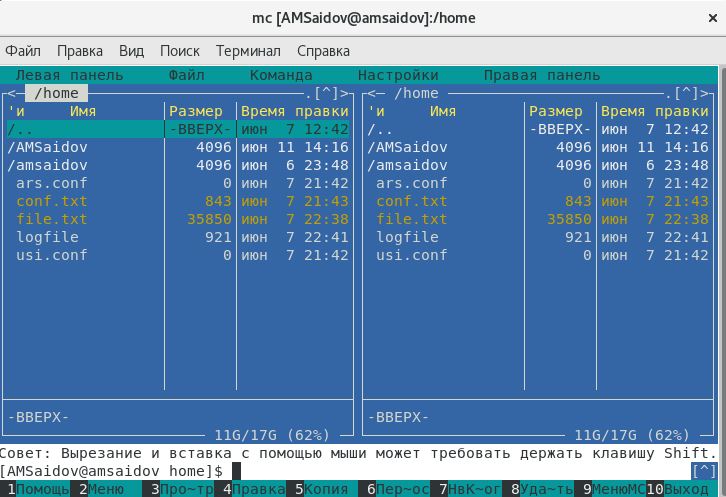 mc [AMSaidov@amsaidov]:/home ×
Файл Правка Вид Поиск Терминал Справка
Левая панель Файл Команда Настройки Правая панель
<─ /home .[^]> <─ /home .[^]>
'и Имя Размер Время правки 'и Имя Размер Время правки
/.. -ВВЕРХ- июн 7 12:42 /.. -ВВЕРХ- июн 7 12:42
/AMSaidov 4096 июн 11 14:16 /AMSaidov 4096 июн 11 14:16
/amsaidov 4096 июн 6 23:48 /amsaidov 4096 июн 6 23:48
ars.conf 0 июн 7 21:42 ars.conf 0 июн 7 21:42
conf.txt 843 июн 7 21:43 conf.txt 843 июн 7 21:43
file.txt 35850 июн 7 22:38 file.txt 35850 июн 7 22:38
logfile 921 июн 7 22:41 logfile 921 июн 7 22:41
usi.conf 0 июн 7 21:42 usi.conf 0 июн 7 21:42
-ВВЕРХ- -ВВЕРХ-
11G/17G (62%) 11G/17G (62%)
Совет: Вырезание и вставка с помощью мыши может требовать держать клавишу Shift.
[AMSaidov@amsaidov home]$ [^]
1Помощь 2Меню 3Про~тр 4Правка 5Копия 6Пер~ос 7НвК~ог 8Уда~ть 9МенюМС 10Выход